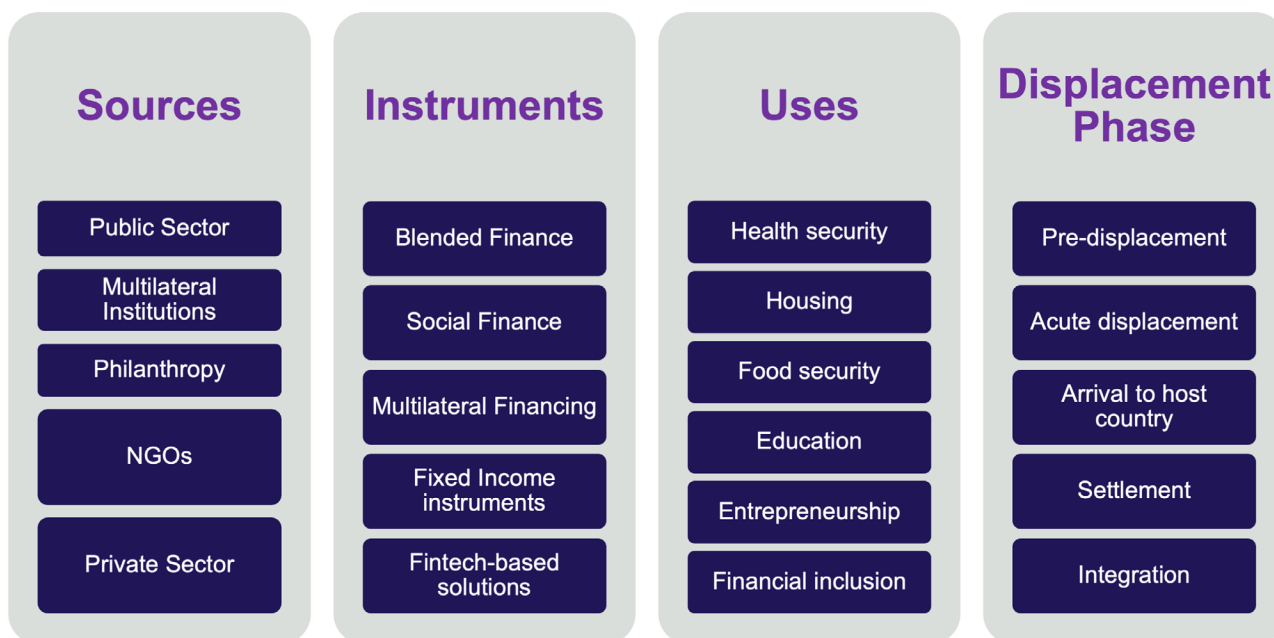 Sources
Public Sector
Multilateral
Institutions
Philanthropy
NGOs
Private Sector
Instruments
Blended Finance
Social Finance
Multilateral Financing
Fixed Income
instruments
Fintech-based
solutions
Uses
Health security
Housing
Food security
Education
Entrepreneurship
Financial inclusion
Displacement
Phase
Pre-displacement
Acute displacement
Arrival to host
country
Settlement
Integration